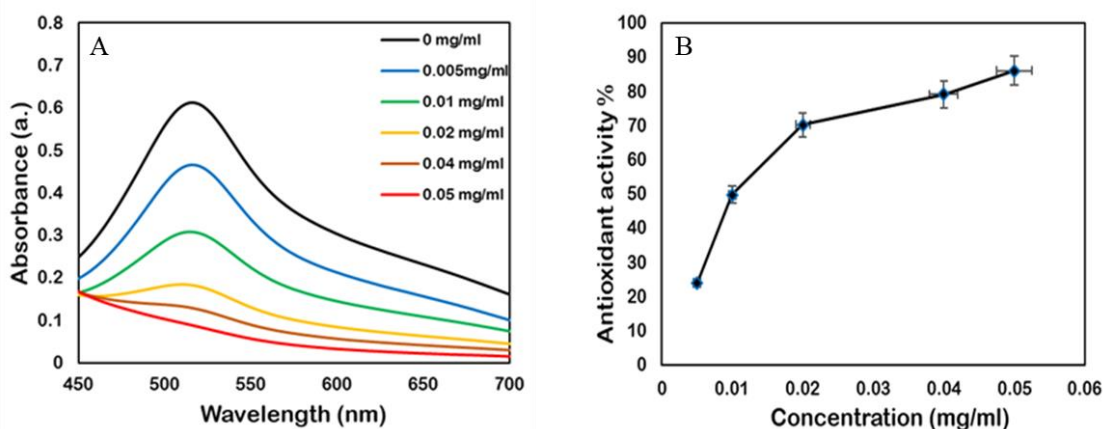 A
0 mg/ml
0.005mg/ml
0.01 mg/ml
0.02 mg/ml
0.04 mg/ml
0.05 mg/ml
Absorbance (a.)
0.8
0.7
0.6
0.5
0.4
0.3
0.2
0.1
0
450 500 550 600 650 700
Wavelength (nm)
B
Antioxidant activity %
100
90
80
70
60
50
40
30
20
10
0
0 0.01 0.02 0.03 0.04 0.05 0.06
Concentration (mg/ml)